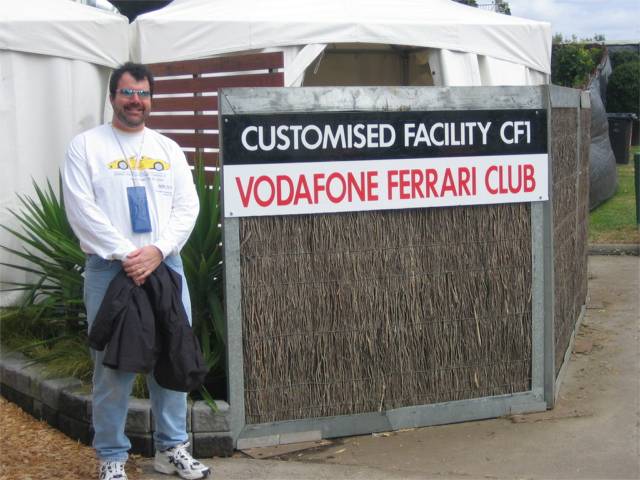 CUSTOMISED FACILITY CF1
VODAFONE FERRARI CLUB